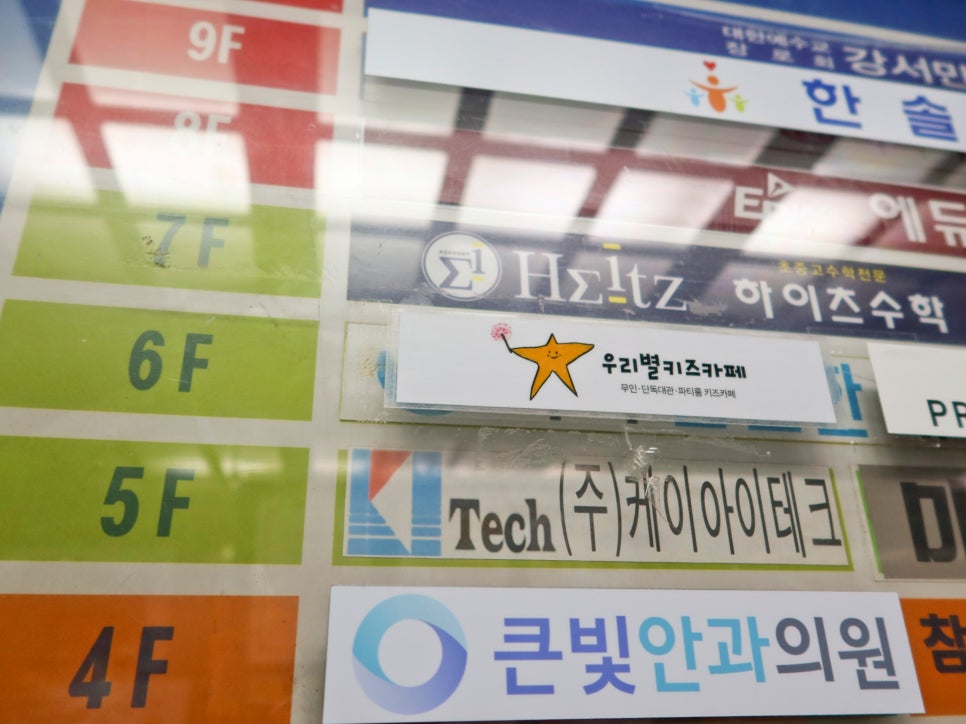 9F
대한예수교
장로회 강서
한솔
8F
에듀
7F
ACADEMY
Σ1
HΣ1tz
초중고수학전문
하이츠수학
6F
우리별키즈카페
무인·단독대관·파티룸 키즈카페
PR
5F
Tech (주)케이아이테크
4F
큰빛안과의원
참